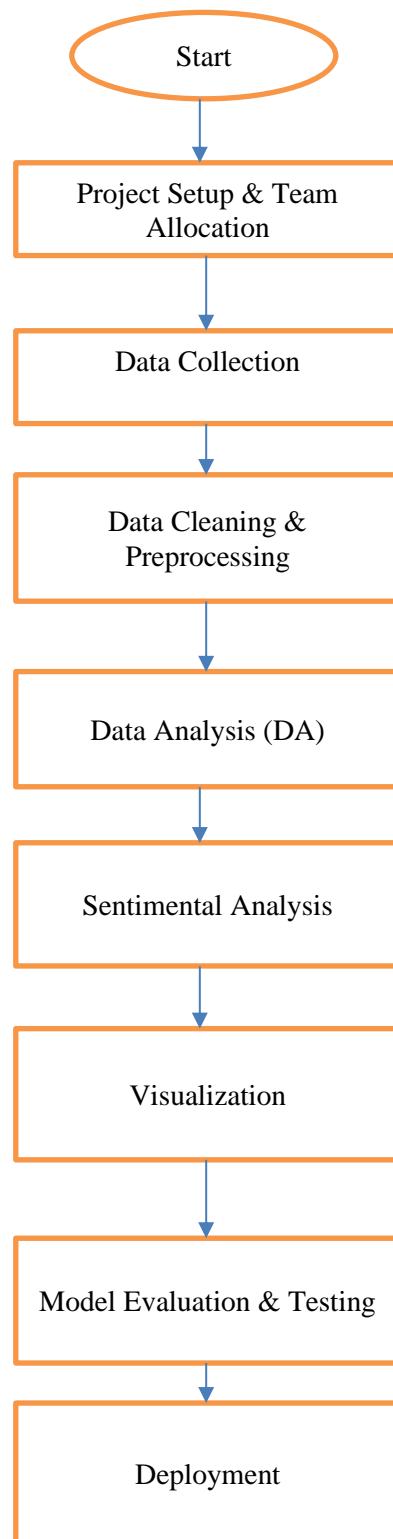 Start
Project Setup & Team
Allocation
Data Collection
Data Cleaning &
Preprocessing
Data Analysis (DA)
Sentimental Analysis
Visualization
Model Evaluation & Testing
Deployment